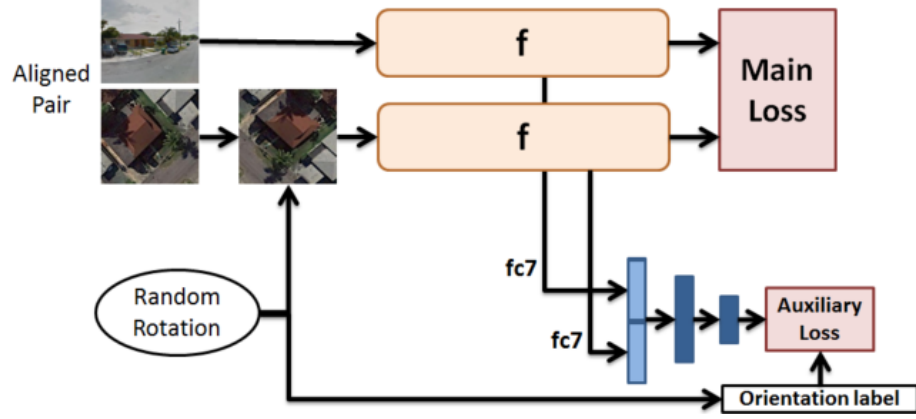 Aligned
Pair
f
Main
Loss
f
fc7
Random
Rotation
fc7
Auxiliary
Loss
Orientation label